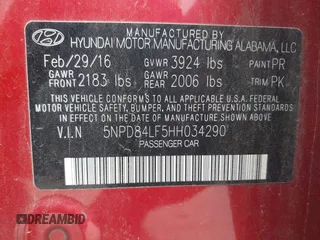 HYUNDAI MOTOR MANUFACTURING ALABAMA, LLC
Feb/29/16 GVWR 3924 lbs PAINT PR
GAWR FRONT 2183 lbs GAWR REAR 2006 lbs TRIM PK
THIS VEHICLE CONFORMS TO ALL APPLICABLE U.S.A FEDERAL
MOTOR VEHICLE SAFETY, BUMPER, AND THEFT PREVENTION
STANDARDS IN EFFECT ON THE DATE OF MANUFACTURE SHOWN ABOVE.
V.I.N 5NPD84LF5HH034290
PASSENGER CAR
DREAMBID